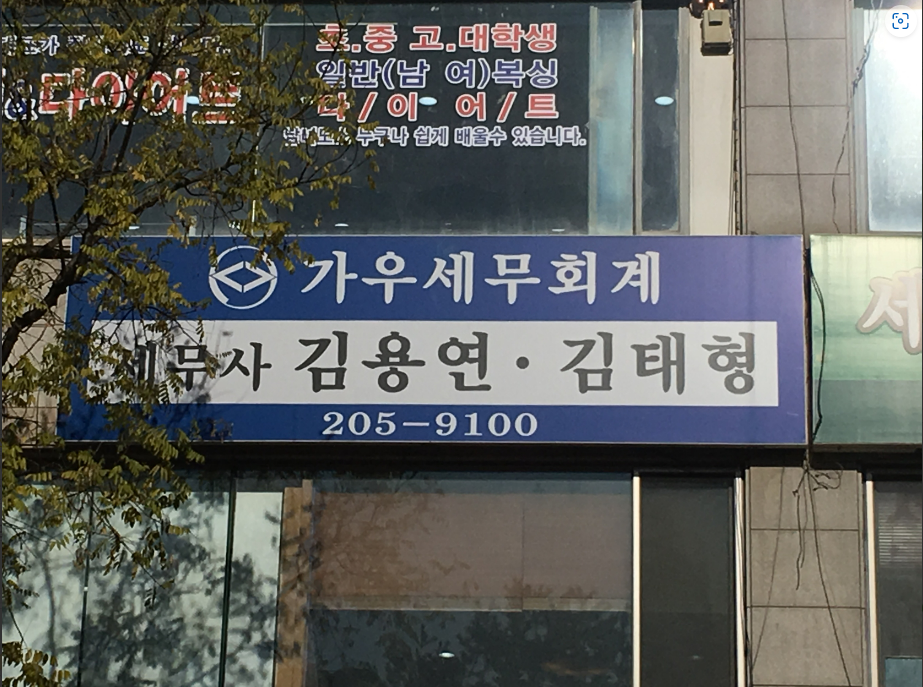 초.중 고.대학생
일반(남 여)복싱
다/이 어/트
누구나 쉽게 배울수 있습니다.
다이어트
가우세무회계
세무사 김용연·김태형
205-9100
세